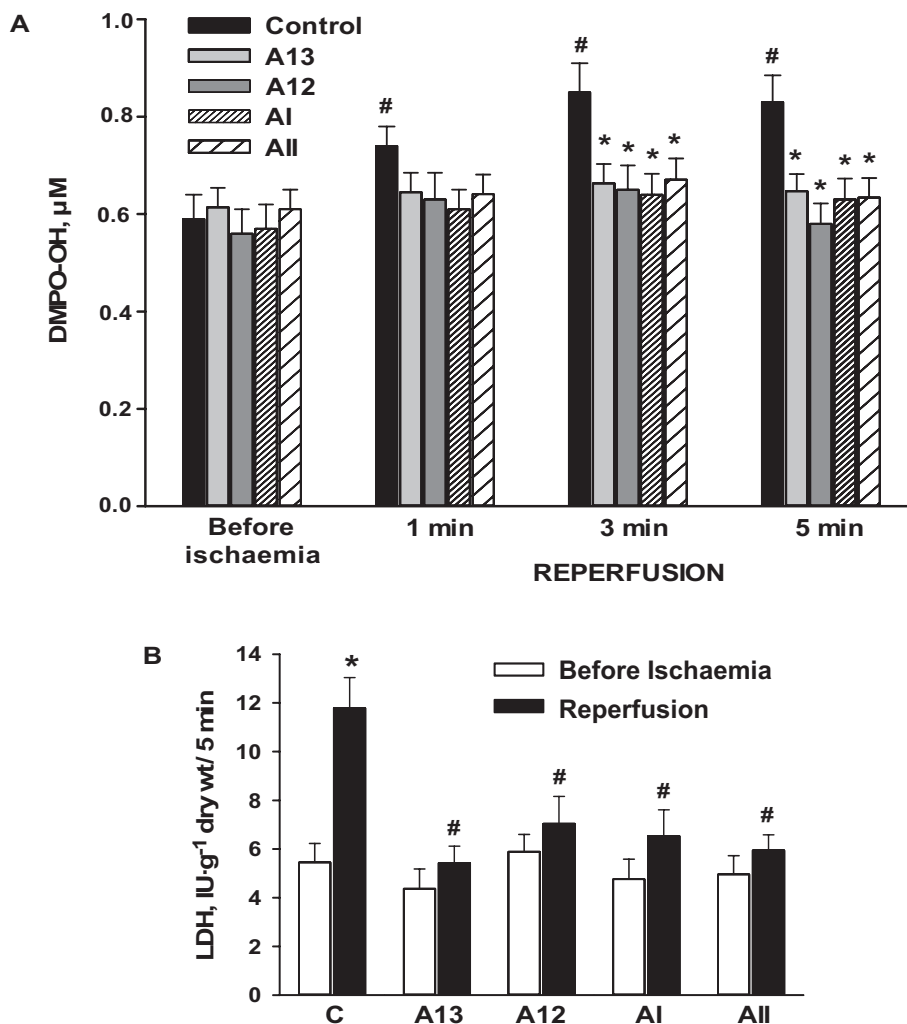 A
Control
A13
A12
AI
AII
DMPO-OH, µM
1.0
0.8
0.6
0.4
0.2
0.0
#
#
#
* * * *
* * * *
Before ischaemia
1 min
3 min
5 min
REPERFUSION
B
Before Ischaemia
Reperfusion
LDH, IU·g⁻¹ dry wt/ 5 min
14
12
10
8
6
4
2
0
*
#
#
#
#
C
A13
A12
AI
AII